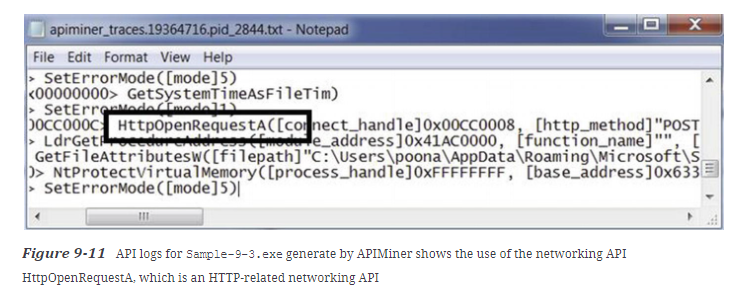 apiminer_traces.19364716.pid_2844.txt - Notepad
File Edit Format View Help
> SetErrorMode([mode]5)
<00000000> GetSystemTimeAsFileTim)
> SetErrorMode([mode]1)
)0CC000C> HttpOpenRequestA([connect_handle]0x00CC0008, [http_method]"POST
> LdrGetProcedureAddress([module_address]0x41AC0000, [function_name]"", [
GetFileAttributesW([filepath]"C:\Users\poona\AppData\Roaming\Microsoft\S
)> NtProtectVirtualMemory([process_handle]0xFFFFFFFF, [base_address]0x633
> SetErrorMode([mode]5)
Figure 9-11 API logs for Sample-9-3.exe generate by APIMiner shows the use of the networking API
HttpOpenRequestA, which is an HTTP-related networking API